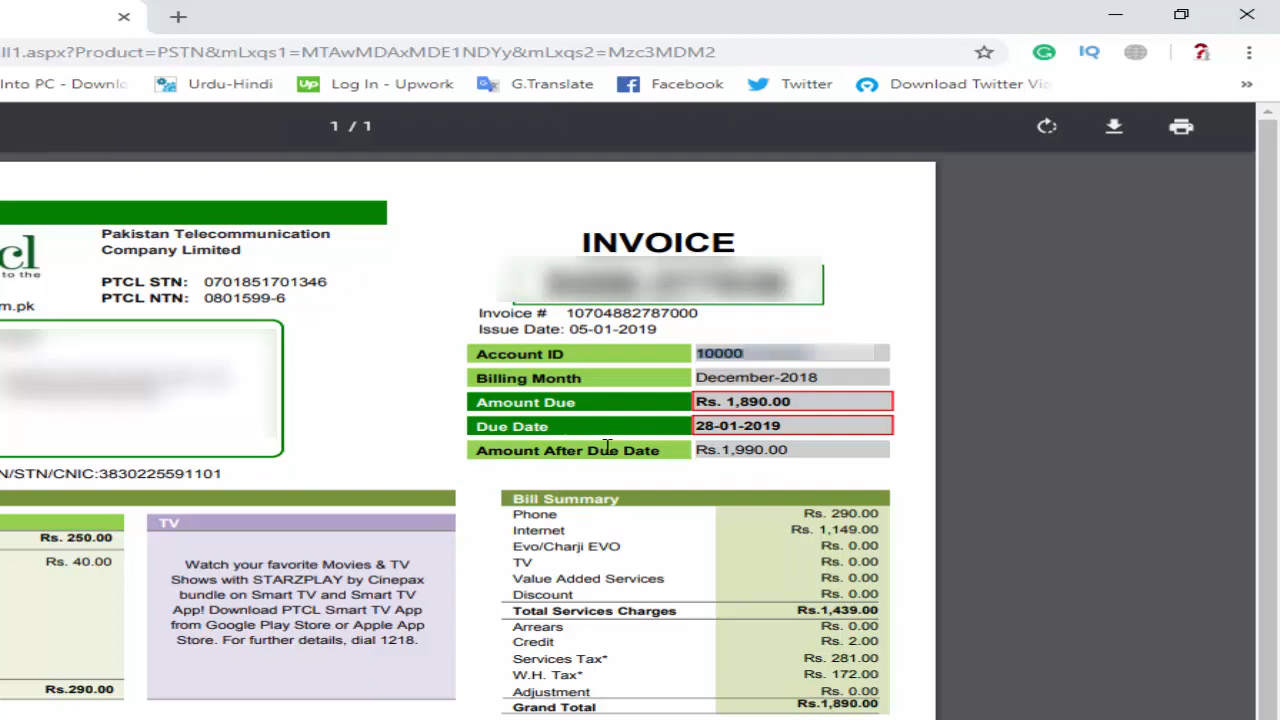 ll1.aspx?Product=PSTN&mLxqs1=MTAwMDAxMDE1NDYy&mLxqs2=Mzc3MDM2
IQ
Into PC - Downlo
Urdu-Hindi
Up Log In - Upwork
G.Translate
Facebook
Twitter
Download Twitter Vi
»
1 / 1
cl
to the
m.pk
Pakistan Telecommunication
Company Limited
PTCL STN: 0701851701346
PTCL NTN: 0801599-6
INVOICE
Invoice # 10704882787000
Issue Date: 05-01-2019
Account ID 10000
Billing Month December-2018
Amount Due Rs. 1,890.00
Due Date 28-01-2019
Amount After Due Date Rs.1,990.00
N/STN/CNIC:3830225591101
Rs. 250.00
Rs. 40.00
Rs.290.00
TV
Watch your favorite Movies & TV
Shows with STARZPLAY by Cinepax
bundle on Smart TV and Smart TV
App! Download PTCL Smart TV App
from Google Play Store or Apple App
Store. For further details, dial 1218.
Bill Summary
Phone Rs. 290.00
Internet Rs. 1,149.00
Evo/Charji EVO Rs. 0.00
TV Rs. 0.00
Value Added Services Rs. 0.00
Discount Rs. 0.00
Total Services Charges Rs.1,439.00
Arrears Rs. 0.00
Credit Rs. 2.00
Services Tax* Rs. 281.00
W.H. Tax* Rs. 172.00
Adjustment Rs. 0.00
Grand Total Rs.1,890.00